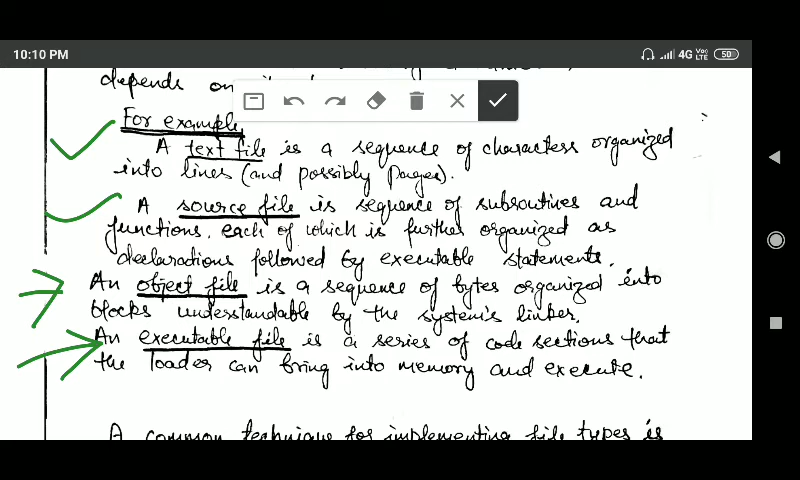 10:10 PM
4G Vo) LTE 50
depends on
For example
A text file is a sequence of characters organized
into lines (and possibly pages).
A source file is sequence of subroutines and
functions, each of which is further organized as
declarations followed by executable statements.
An object file is a sequence of bytes organized into
blocks understandable by the system's linker.
An executable file is a series of code sections that
the loader can bring into memory and execute.
A common technique for implementing file types is